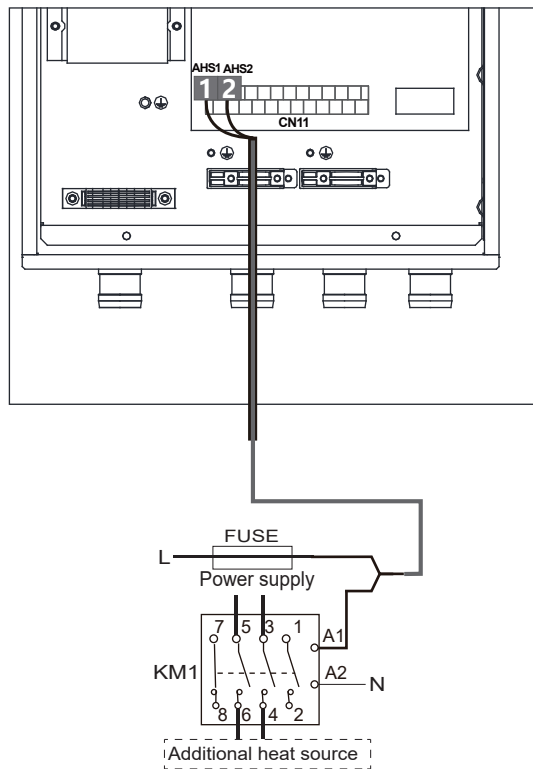 AHS1 AHS2
1 2
CN11
FUSE
L
Power supply
7 5 3 1
A1
KM1
A2
N
8 6 4 2
Additional heat source